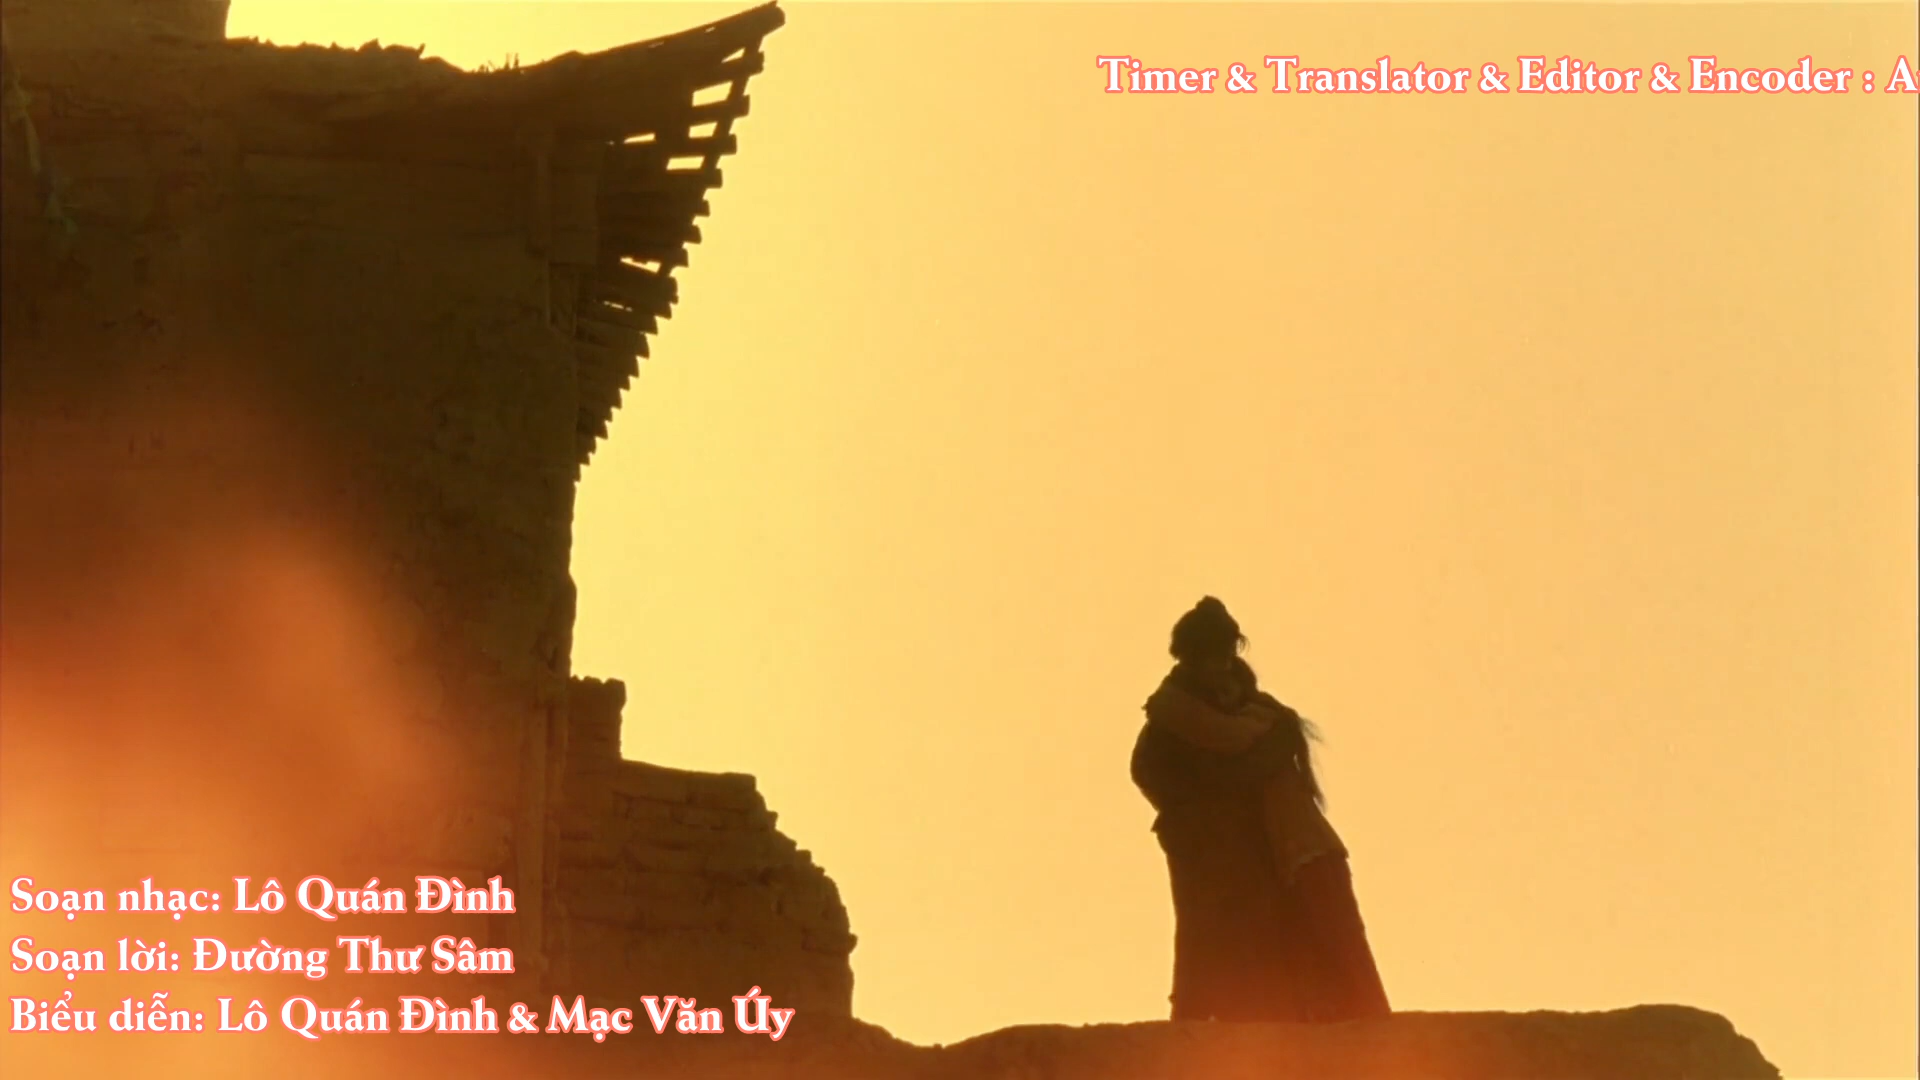 Timer & Translator & Editor & Encoder :
Soạn nhạc: Lô Quán Đình
Soạn lời: Đường Thư Sâm
Biểu diễn: Lô Quán Đình & Mạc Văn Úy